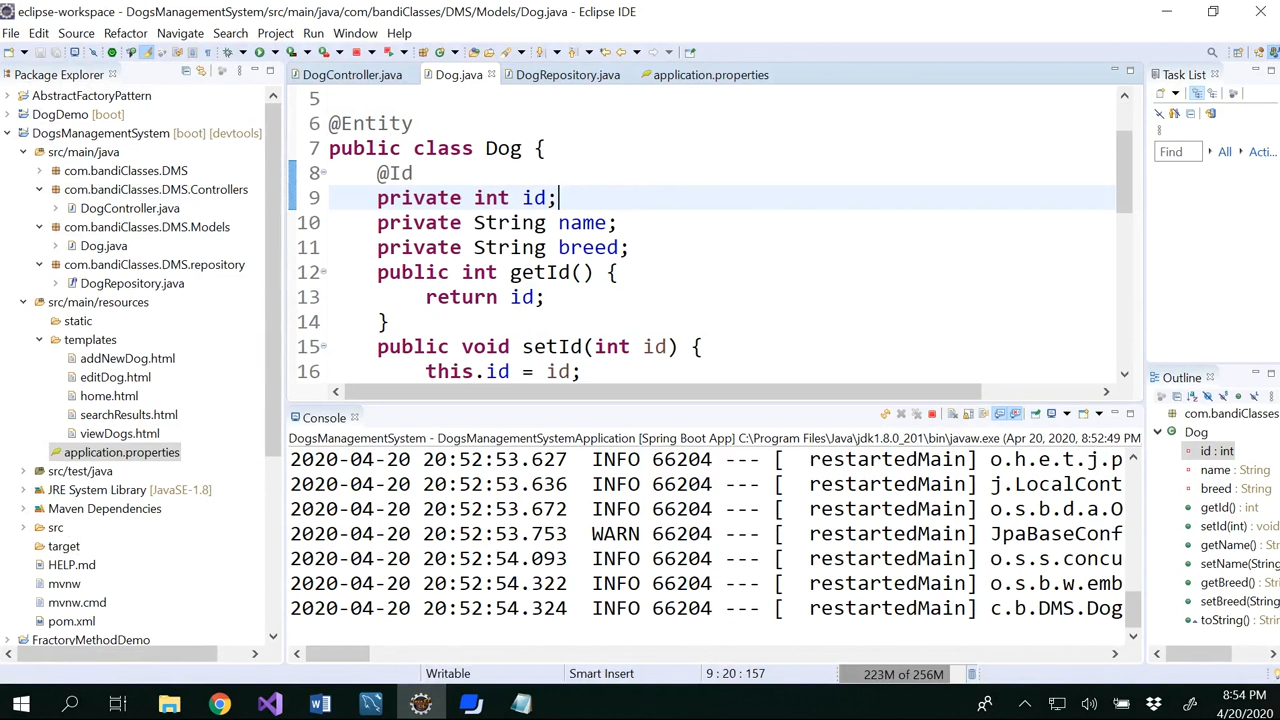 eclipse-workspace - DogsManagementSystem/src/main/java/com/bandiClasses/DMS/Models/Dog.java - Eclipse IDE
File Edit Source Refactor Navigate Search Project Run Window Help
Package Explorer
AbstractFactoryPattern
DogDemo [boot]
DogsManagementSystem [boot] [devtools]
src/main/java
com.bandiClasses.DMS
com.bandiClasses.DMS.Controllers
DogController.java
com.bandiClasses.DMS.Models
Dog.java
com.bandiClasses.DMS.repository
DogRepository.java
src/main/resources
static
templates
addNewDog.html
editDog.html
home.html
searchResults.html
viewDogs.html
application.properties
src/test/java
JRE System Library [JavaSE-1.8]
Maven Dependencies
src
target
HELP.md
mvnw
mvnw.cmd
pom.xml
FractoryMethodDemo
DogController.java Dog.java DogRepository.java application.properties
5
6 @Entity
7 public class Dog {
8 @Id
9 private int id;
10 private String name;
11 private String breed;
12 public int getId() {
13 return id;
14 }
15 public void setId(int id) {
16 this.id = id;
Console
DogsManagementSystem - DogsManagementSystemApplication [Spring Boot App] C:\Program Files\Java\jdk1.8.0_201\bin\javaw.exe (Apr 20, 2020, 8:52:49 PM)
2020-04-20 20:52:53.627 INFO 66204 --- [ restartedMain] o.h.e.t.j.p
2020-04-20 20:52:53.636 INFO 66204 --- [ restartedMain] j.LocalCont
2020-04-20 20:52:53.672 INFO 66204 --- [ restartedMain] o.s.b.d.a.O
2020-04-20 20:52:53.753 WARN 66204 --- [ restartedMain] JpaBaseConf
2020-04-20 20:52:54.093 INFO 66204 --- [ restartedMain] o.s.s.concu
2020-04-20 20:52:54.322 INFO 66204 --- [ restartedMain] o.s.b.w.emb
2020-04-20 20:52:54.324 INFO 66204 --- [ restartedMain] c.b.DMS.Dog
Task List
Find All Acti...
Outline
com.bandiClasses
Dog
id : int
name : String
breed : String
getId() : int
setId(int) : void
getName() : String
setName(String
getBreed() : String
setBreed(String
toString() : Strin
Writable Smart Insert 9 : 20 : 157 223M of 256M
8:54 PM
4/20/2020